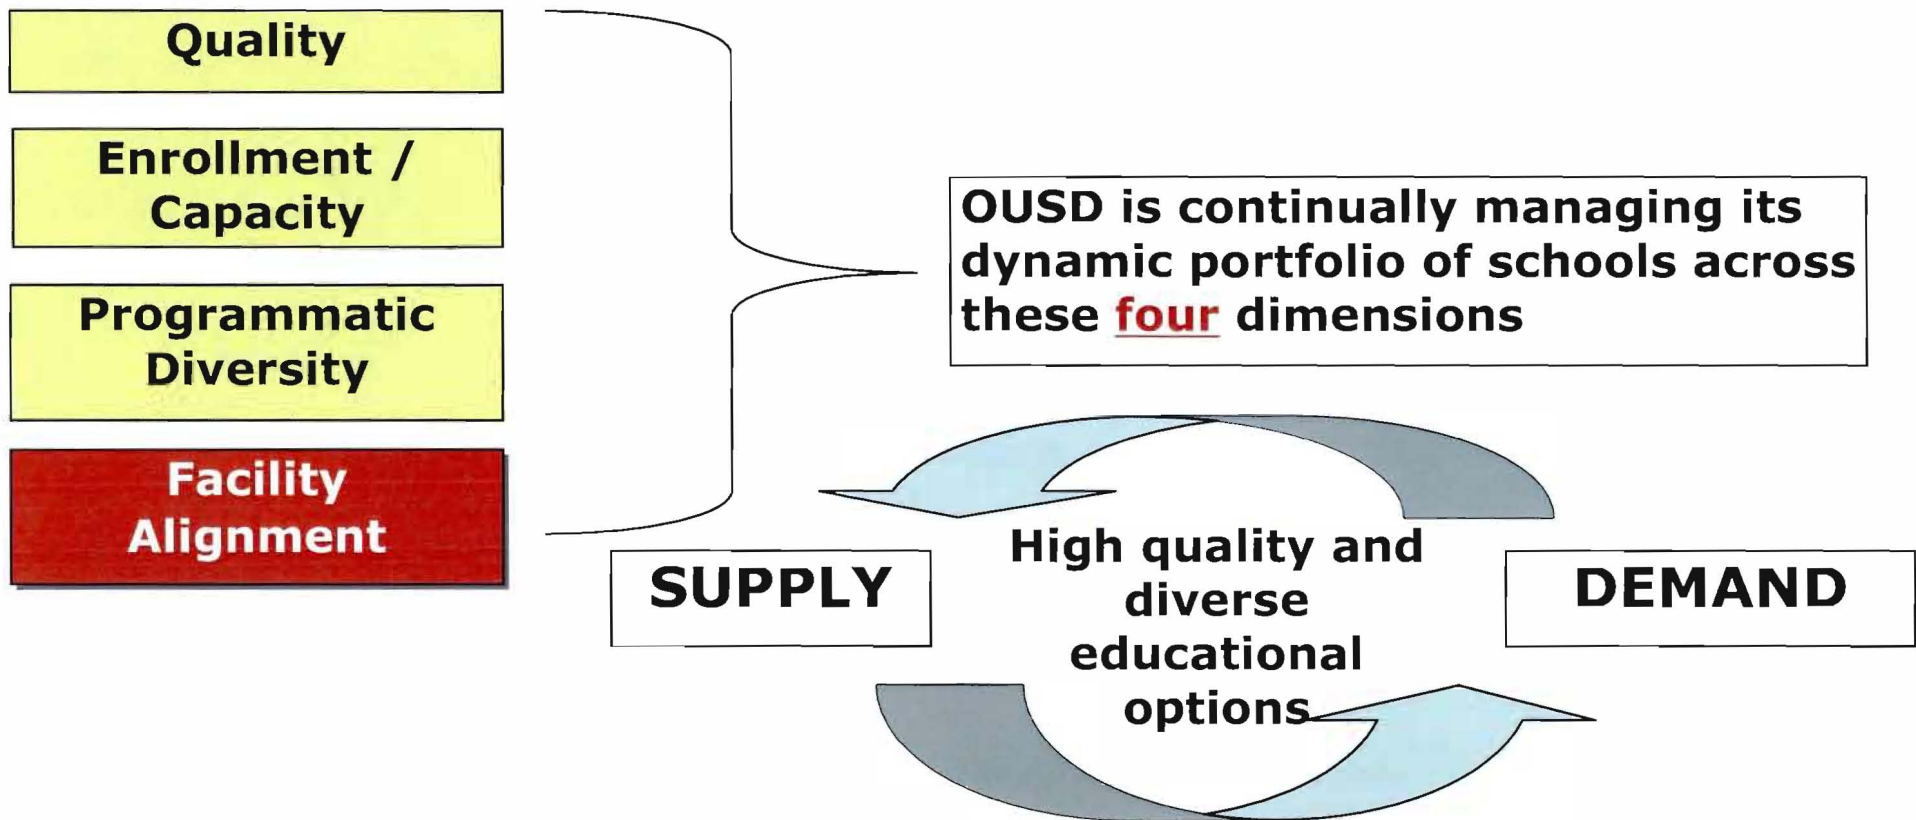 Quality
Enrollment /
Capacity
Programmatic
Diversity
Facility
Alignment
OUSD is continually managing its
dynamic portfolio of schools across
these four dimensions
SUPPLY
High quality and
diverse
educational
options
DEMAND